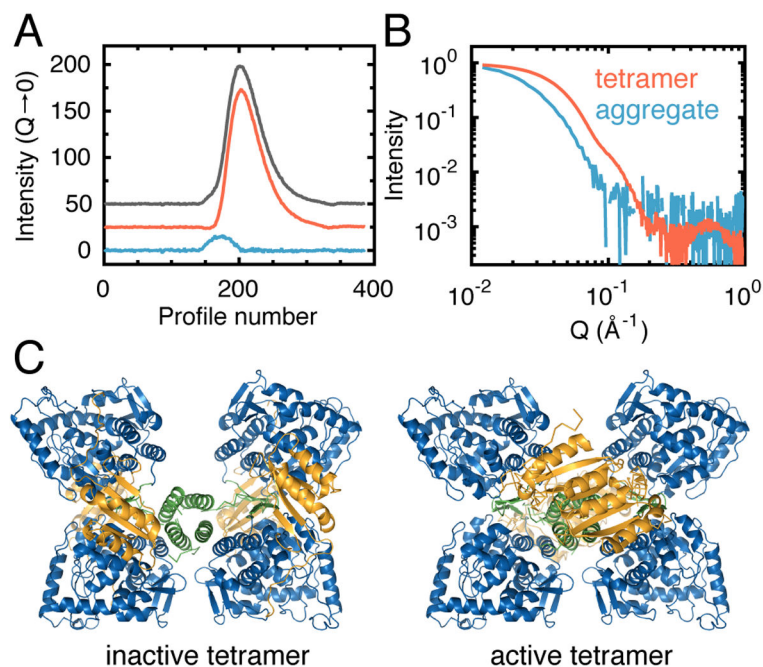 A
Intensity (Q→0)
200
150
100
50
0
0
200
400
Profile number
B
Intensity
10^0
10^-1
10^-2
10^-3
tetramer
aggregate
10^-2
10^-1
10^0
Q (Å^-1)
C
inactive tetramer
active tetramer